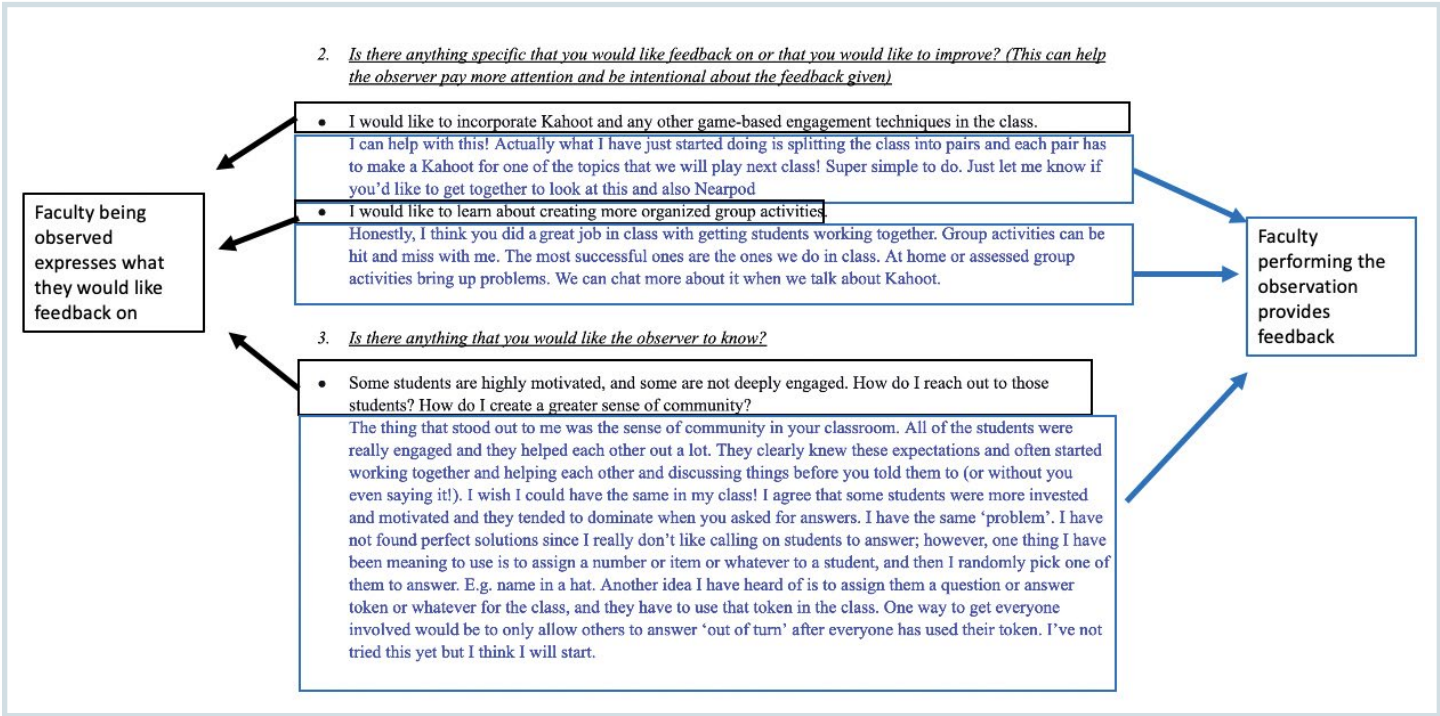 2. Is there anything specific that you would like feedback on or that you would like to improve? (This can help
the observer pay more attention and be intentional about the feedback given)
• I would like to incorporate Kahoot and any other game-based engagement techniques in the class.
I can help with this! Actually what I have just started doing is splitting the class into pairs and each pair has
to make a Kahoot for one of the topics that we will play next class! Super simple to do. Just let me know if
you’d like to get together to look at this and also Nearpod
• I would like to learn about creating more organized group activities.
Honestly, I think you did a great job in class with getting students working together. Group activities can be
hit and miss with me. The most successful ones are the ones we do in class. At home or assessed group
activities bring up problems. We can chat more about it when we talk about Kahoot.
3. Is there anything that you would like the observer to know?
• Some students are highly motivated, and some are not deeply engaged. How do I reach out to those
students? How do I create a greater sense of community?
The thing that stood out to me was the sense of community in your classroom. All of the students were
really engaged and they helped each other out a lot. They clearly knew these expectations and often started
working together and helping each other and discussing things before you told them to (or without you
even saying it!). I wish I could have the same in my class! I agree that some students were more invested
and motivated and they tended to dominate when you asked for answers. I have the same ‘problem’. I have
not found perfect solutions since I really don’t like calling on students to answer; however, one thing I have
been meaning to use is to assign a number or item or whatever to a student, and then I randomly pick one of
them to answer. E.g. name in a hat. Another idea I have heard of is to assign them a question or answer
token or whatever for the class, and they have to use that token in the class. One way to get everyone
involved would be to only allow others to answer ‘out of turn’ after everyone has used their token. I’ve not
tried this yet but I think I will start.
Faculty being
observed
expresses what
they would like
feedback on
Faculty
performing the
observation
provides
feedback